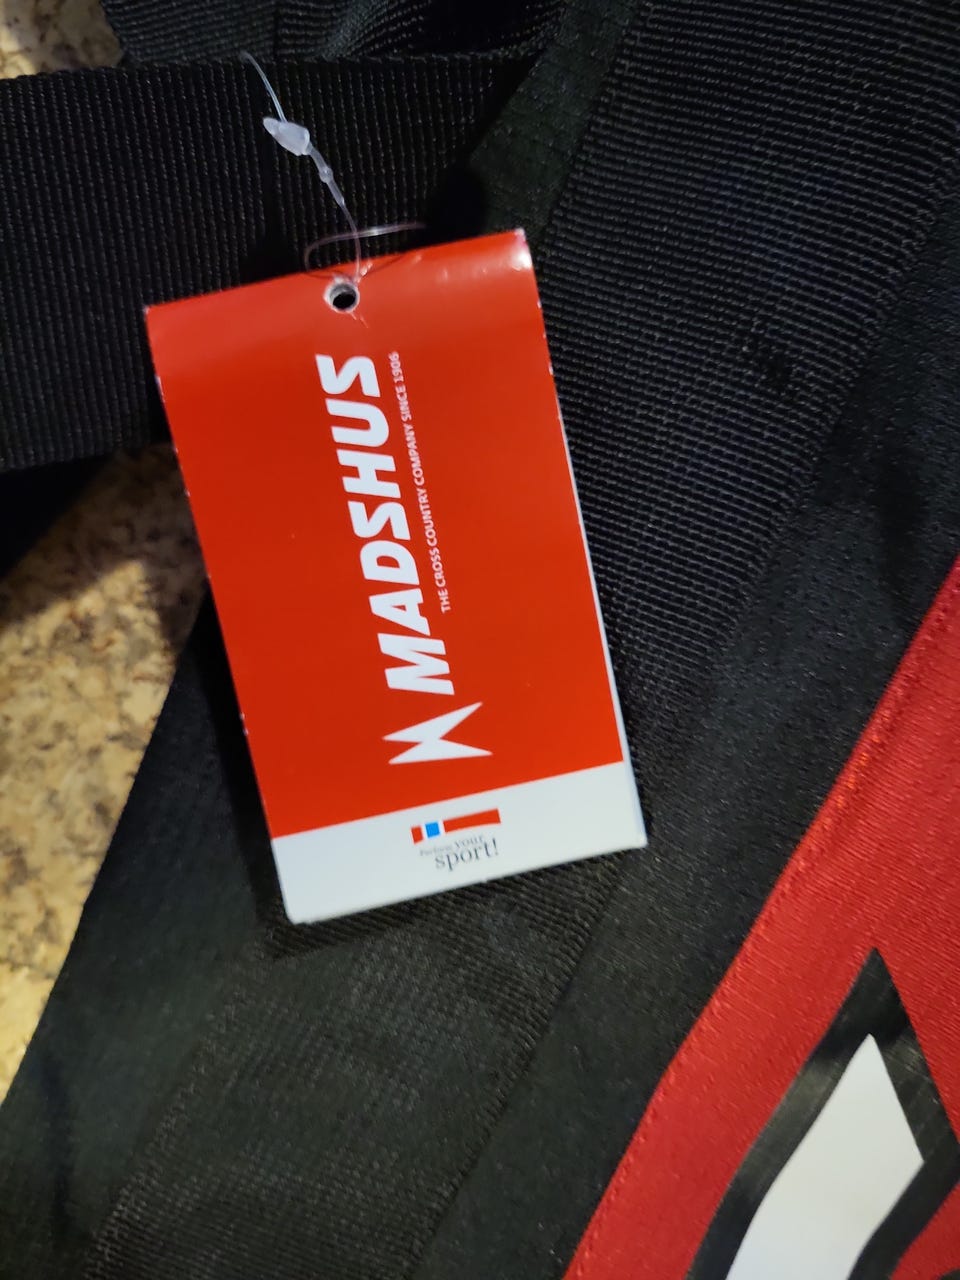 MADSHUS
THE CROSS COUNTRY COMPANY SINCE 1906
Perform your
sport!